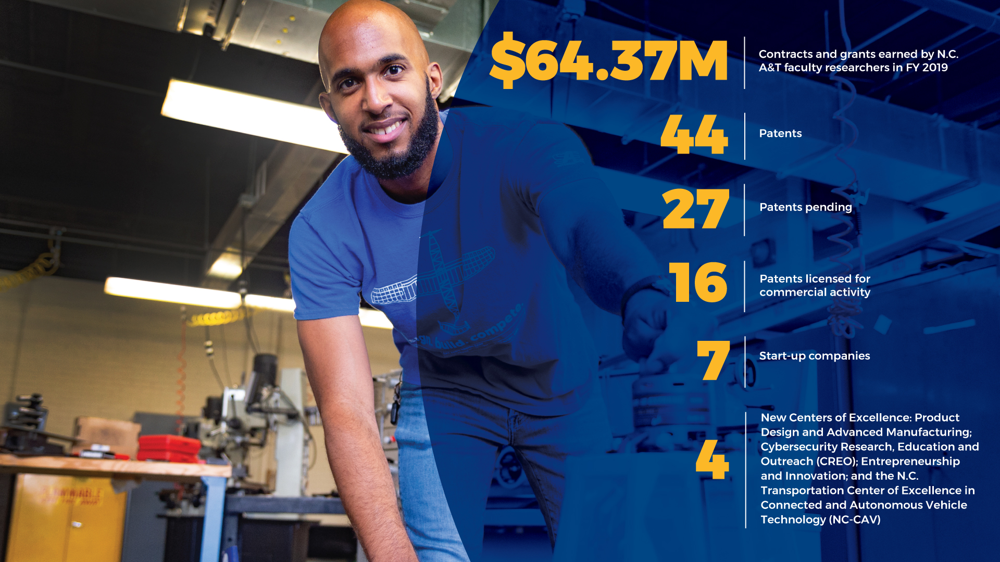 $64.37M
Contracts and grants earned by N.C.
A&T faculty researchers in FY 2019
44
Patents
27
Patents pending
16
Patents licensed for
commercial activity
7
Start-up companies
4
New Centers of Excellence: Product
Design and Advanced Manufacturing;
Cybersecurity Research, Education and
Outreach (CREO); Entrepreneurship
and Innovation; and the N.C.
Transportation Center of Excellence in
Connected and Autonomous Vehicle
Technology (NC-CAV)
build. compete.